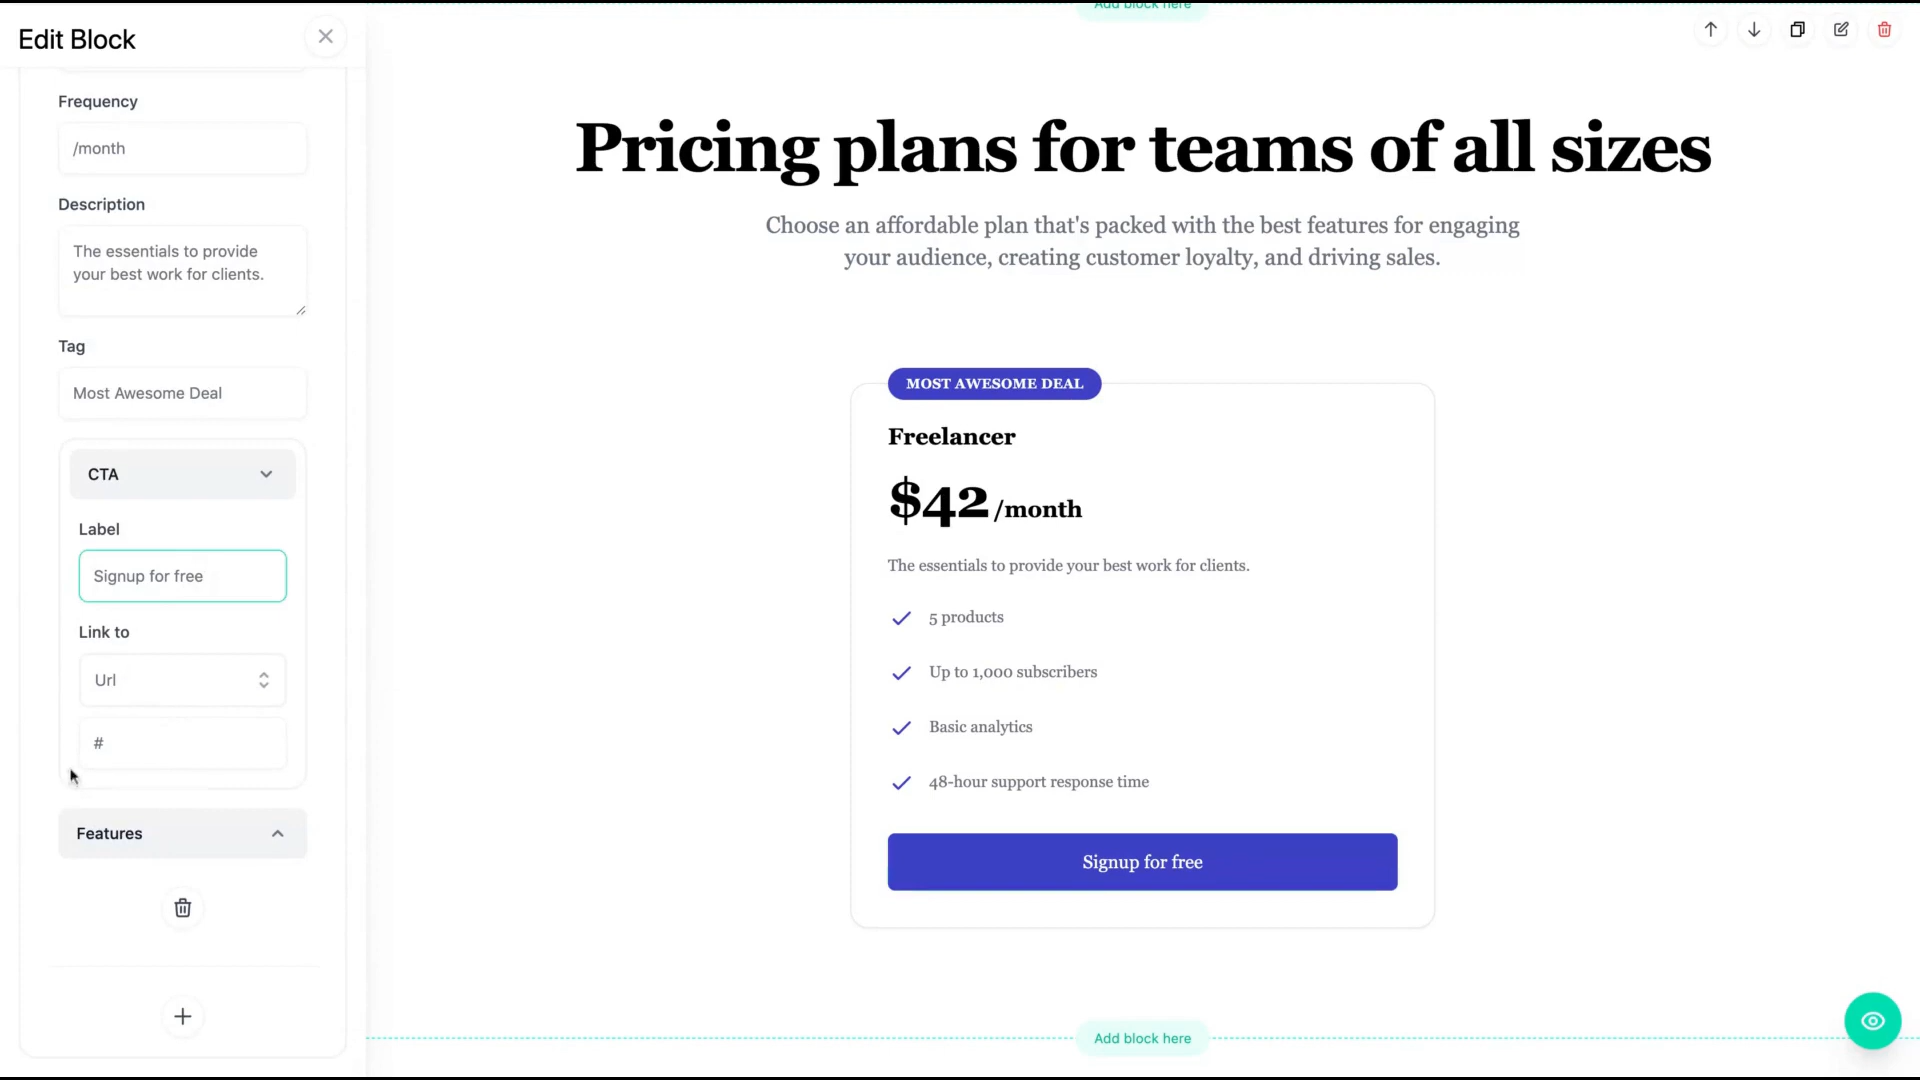 Add block here
Edit Block
Frequency
/month
Description
The essentials to provide
your best work for clients.
Tag
Most Awesome Deal
CTA
Label
Signup for free
Link to
Url
#
Features
Pricing plans for teams of all sizes
Choose an affordable plan that's packed with the best features for engaging
your audience, creating customer loyalty, and driving sales.
MOST AWESOME DEAL
Freelancer
$42 /month
The essentials to provide your best work for clients.
5 products
Up to 1,000 subscribers
Basic analytics
48-hour support response time
Signup for free
Add block here